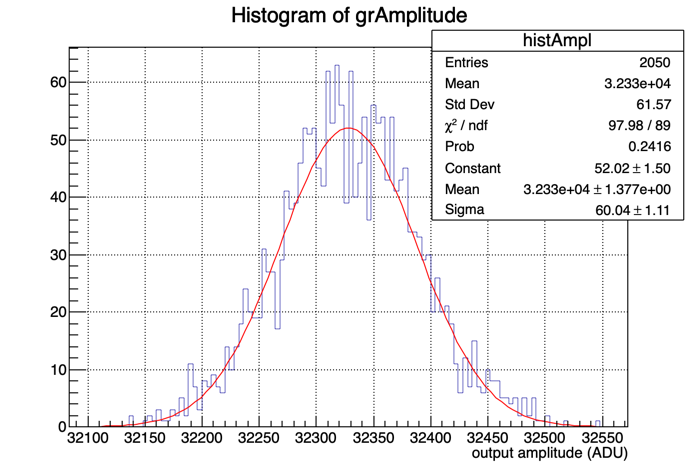 Histogram of grAmplitude
histAmpl
Entries 2050
Mean 3.233e+04
Std Dev 61.57
χ² / ndf 97.98 / 89
Prob 0.2416
Constant 52.02 ± 1.50
Mean 3.233e+04 ± 1.377e+00
Sigma 60.04 ± 1.11
60
50
40
30
20
10
0
32100 32150 32200 32250 32300 32350 32400 32450 32500 32550
output amplitude (ADU)